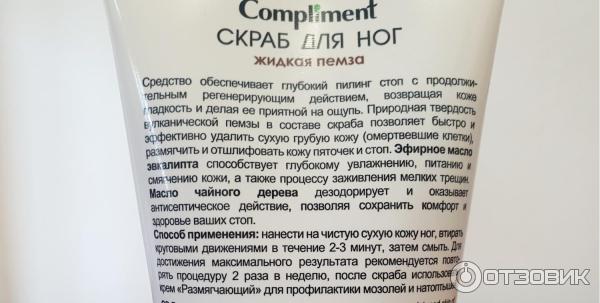 Compliment
СКРАБ ДЛЯ НОГ
жидкая пемза
Средство обеспечивает глубокий пилинг стоп с продолжи-
тельным регенерирующим действием, возвращая коже
гладкость и делая ее приятной на ощупь. Природная твердость
вулканической пемзы в составе скраба позволяет быстро и
эффективно удалить сухую грубую кожу (омертвевшие клетки),
размягчить и отшлифовать кожу пяточек и стоп. Эфирное масло
эвкалипта способствует глубокому увлажнению, питанию и
смягчению кожи, а также процессу заживления мелких трещин.
Масло чайного дерева дезодорирует и оказывает
антисептическое действие, позволяя сохранить комфорт и
здоровье ваших стоп.
Способ применения: нанести на чистую сухую кожу ног, втирать
круговыми движениями в течение 2-3 минут, затем смыть. Для
достижения максимального результата рекомендуется повто-
рять процедуру 2 раза в неделю, после скраба использовать
крем «Размягчающий» для профилактики мозолей и натоптышей
ОТЗОВИК